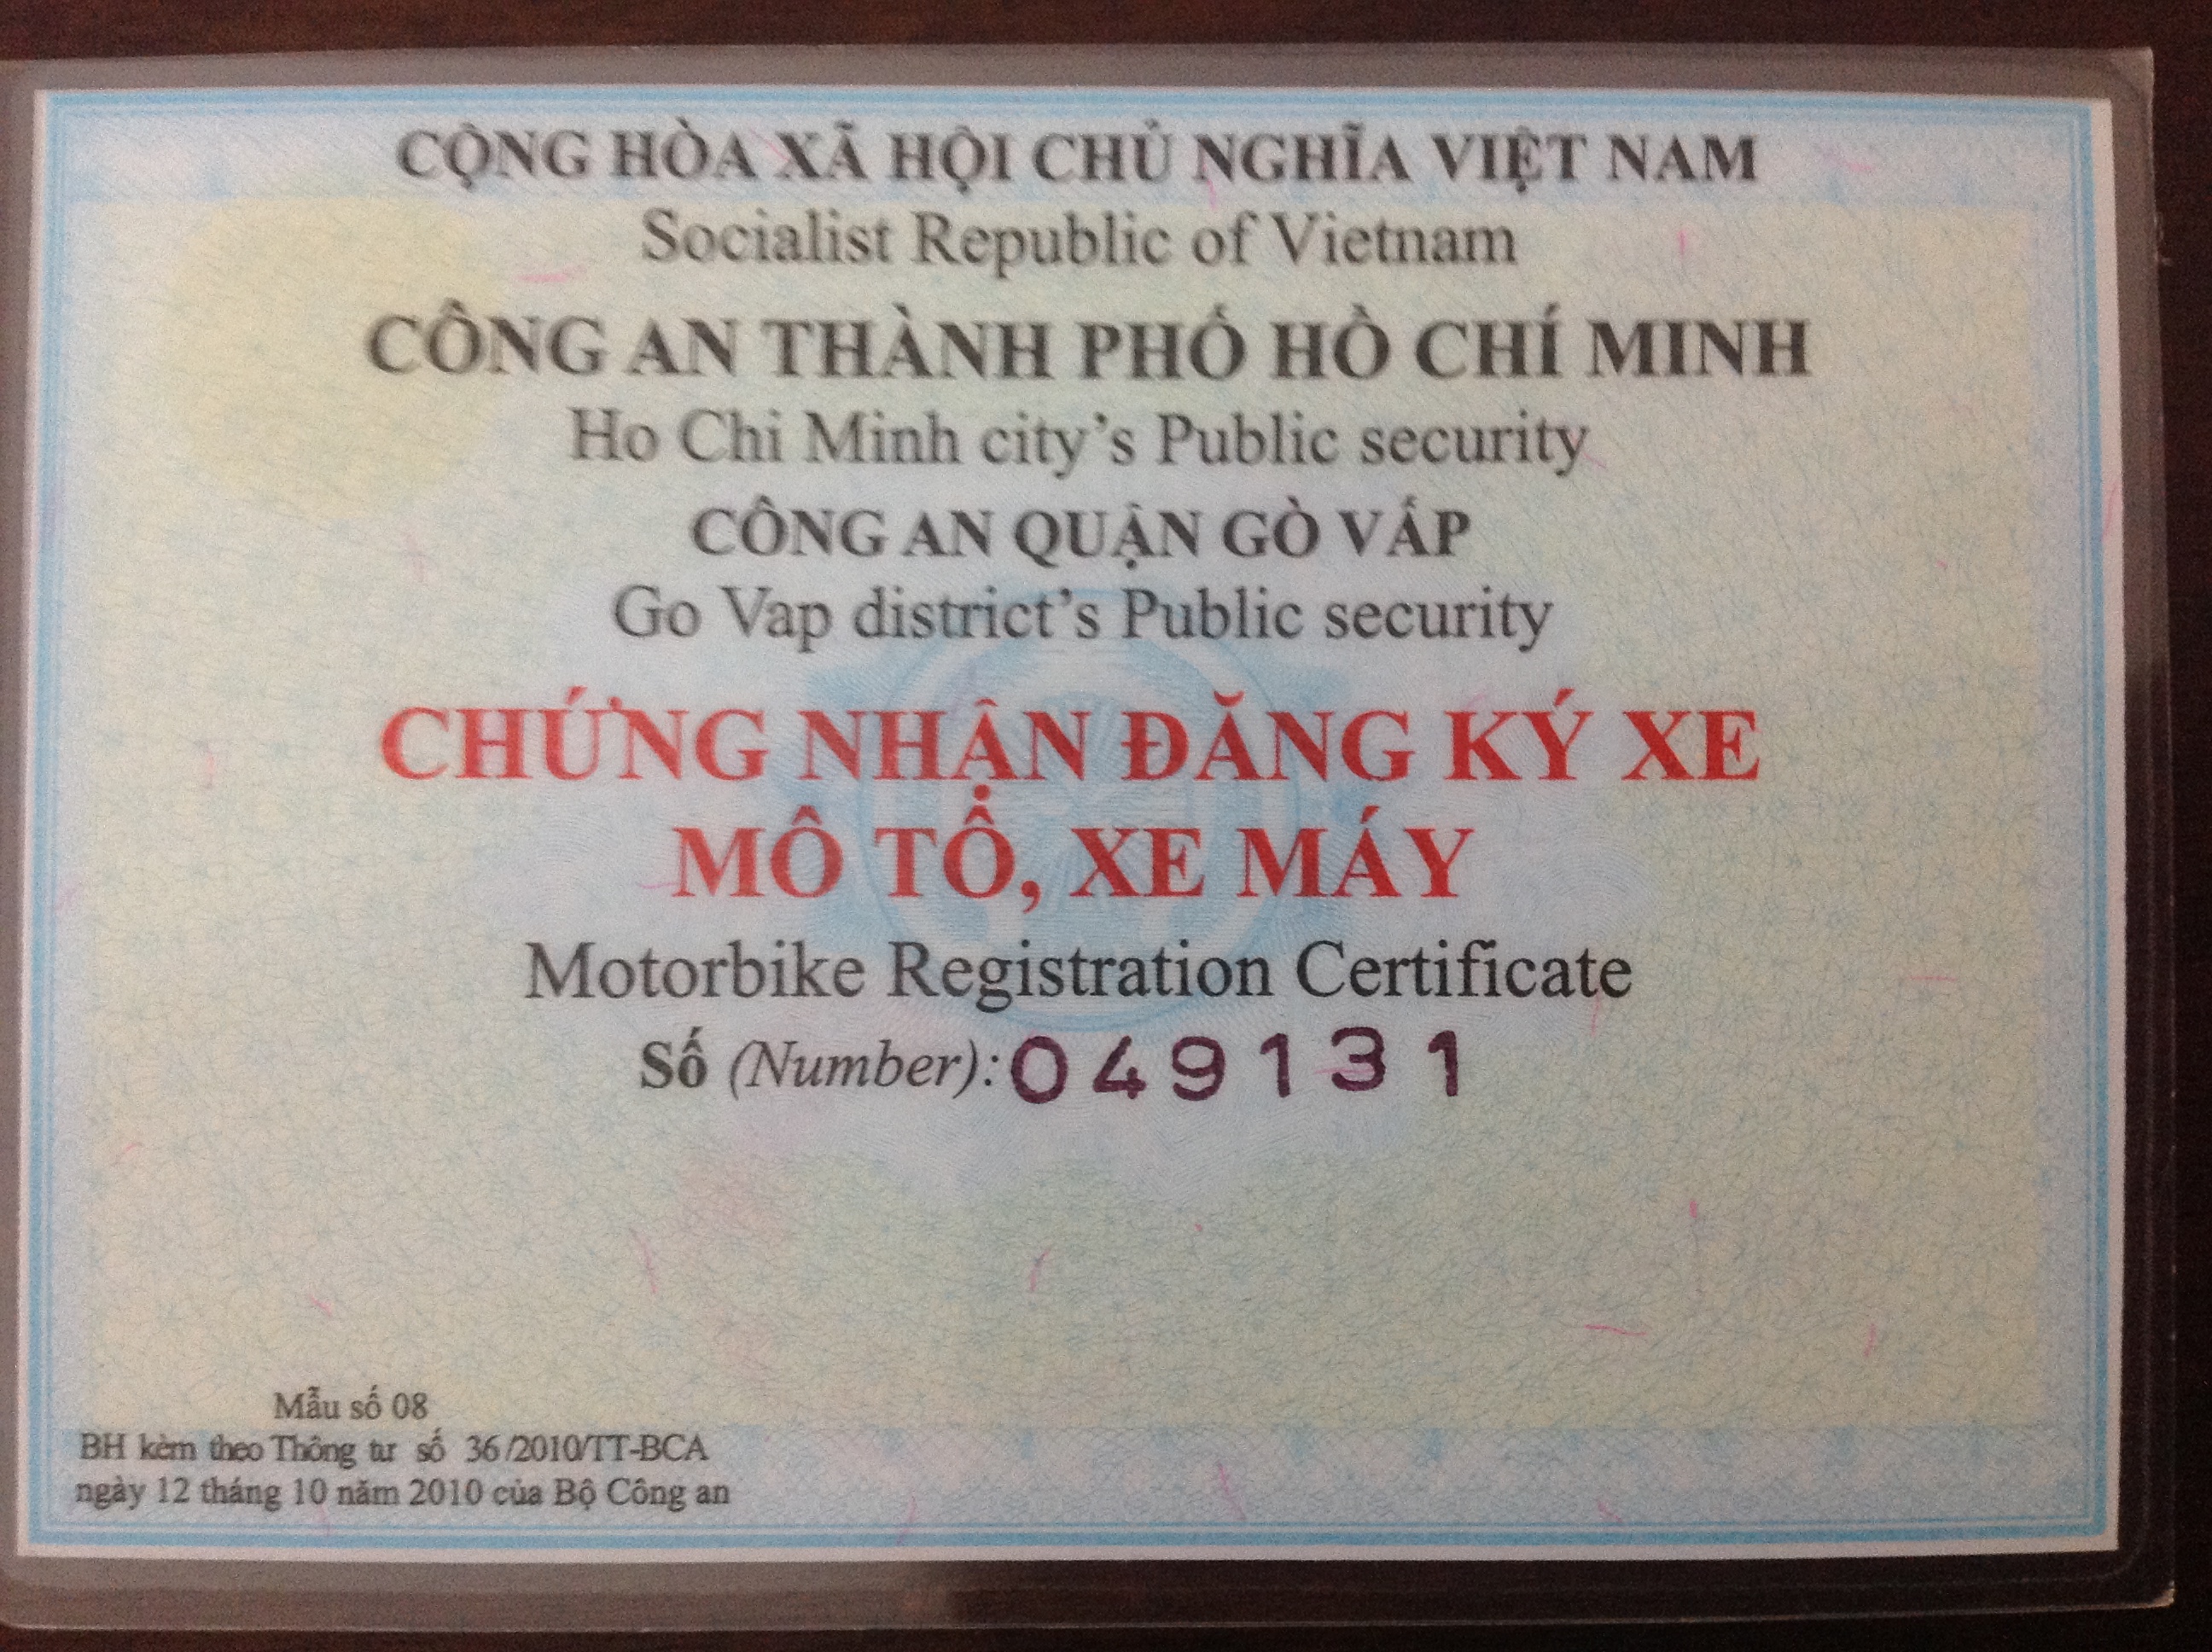 CỘNG HÒA XÃ HỘI CHỦ NGHĨA VIỆT NAM
Socialist Republic of Vietnam
CÔNG AN THÀNH PHỐ HỒ CHÍ MINH
Ho Chi Minh city’s Public security
CÔNG AN QUẬN GÒ VẤP
Go Vap district’s Public security
CHỨNG NHẬN ĐĂNG KÝ XE
MÔ TÔ, XE MÁY
Motorbike Registration Certificate
Số (Number): 049131
Mẫu số 08
BH kèm theo Thông tư số 36/2010/TT-BCA
ngày 12 tháng 10 năm 2010 của Bộ Công an